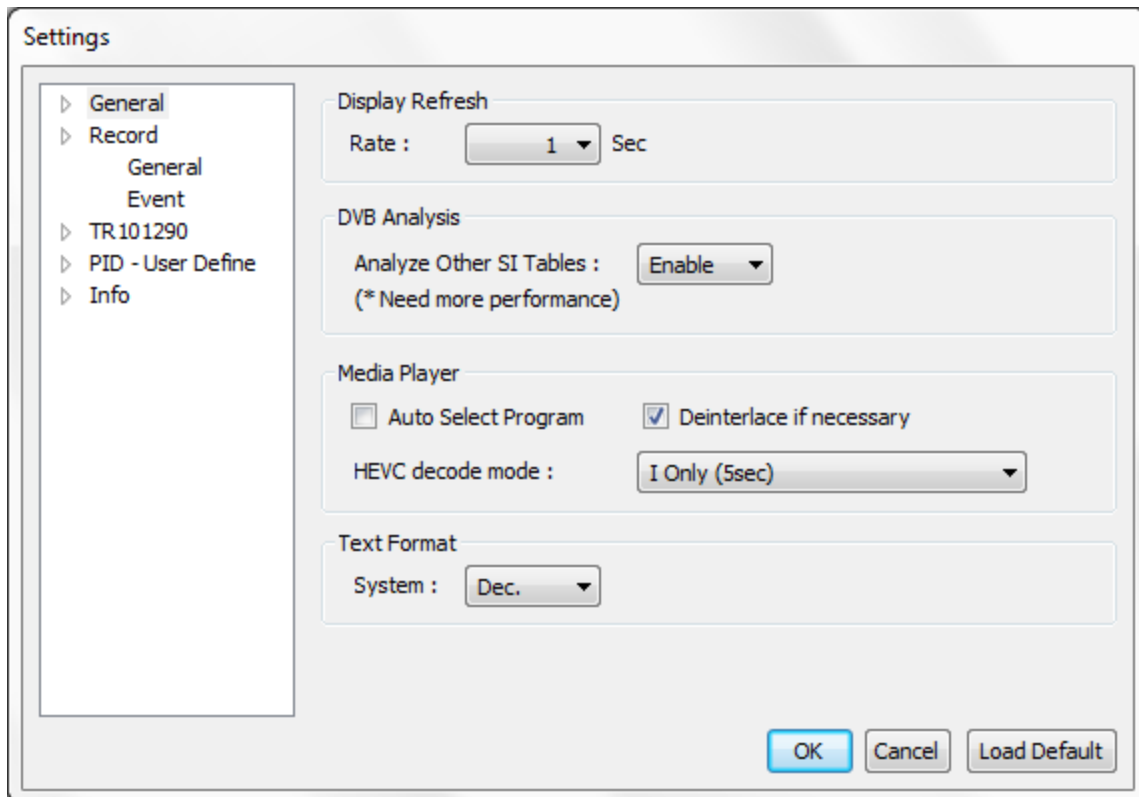 Settings
General
Record
General
Event
TR101290
PID - User Define
Info
Display Refresh
Rate : 1 Sec
DVB Analysis
Analyze Other SI Tables : Enable
(* Need more performance)
Media Player
Auto Select Program Deinterlace if necessary
HEVC decode mode : I Only (5sec)
Text Format
System : Dec.
OK Cancel Load Default